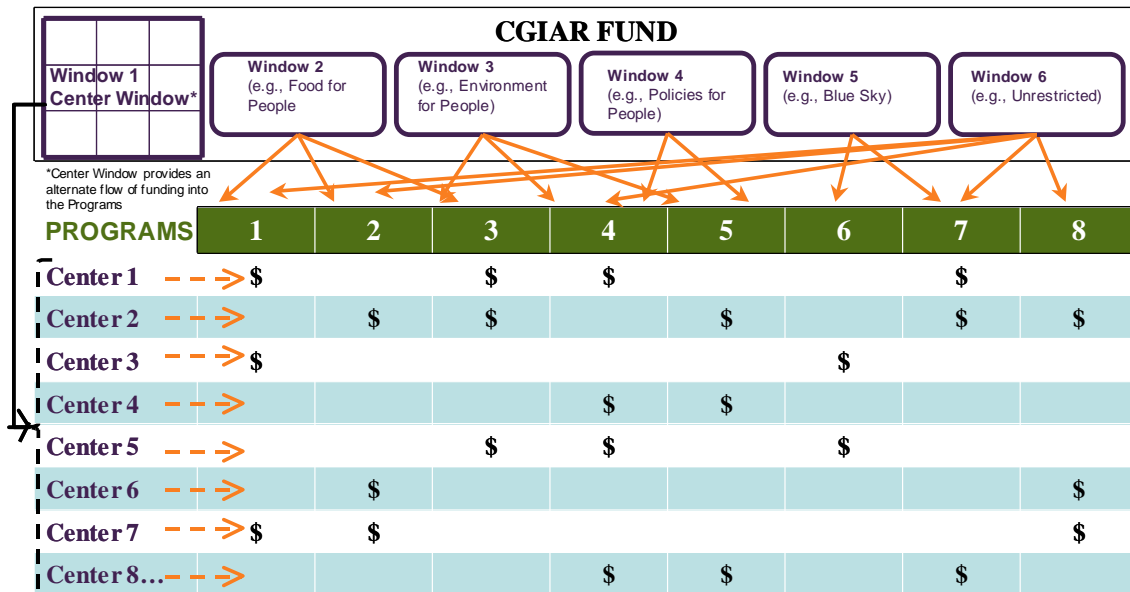 CGIAR FUND
Window 1
Center Window*
Window 2
(e.g., Food for
People
Window 3
(e.g., Environment
for People)
Window 4
(e.g., Policies for
People)
Window 5
(e.g., Blue Sky)
Window 6
(e.g., Unrestricted)
*Center Window provides an
alternate flow of funding into
the Programs
PROGRAMS 1 2 3 4 5 6 7 8
Center 1 $ $ $ $
Center 2 $ $ $ $ $
Center 3 $ $
Center 4 $ $
Center 5 $ $ $
Center 6 $ $
Center 7 $ $ $
Center 8... $ $ $